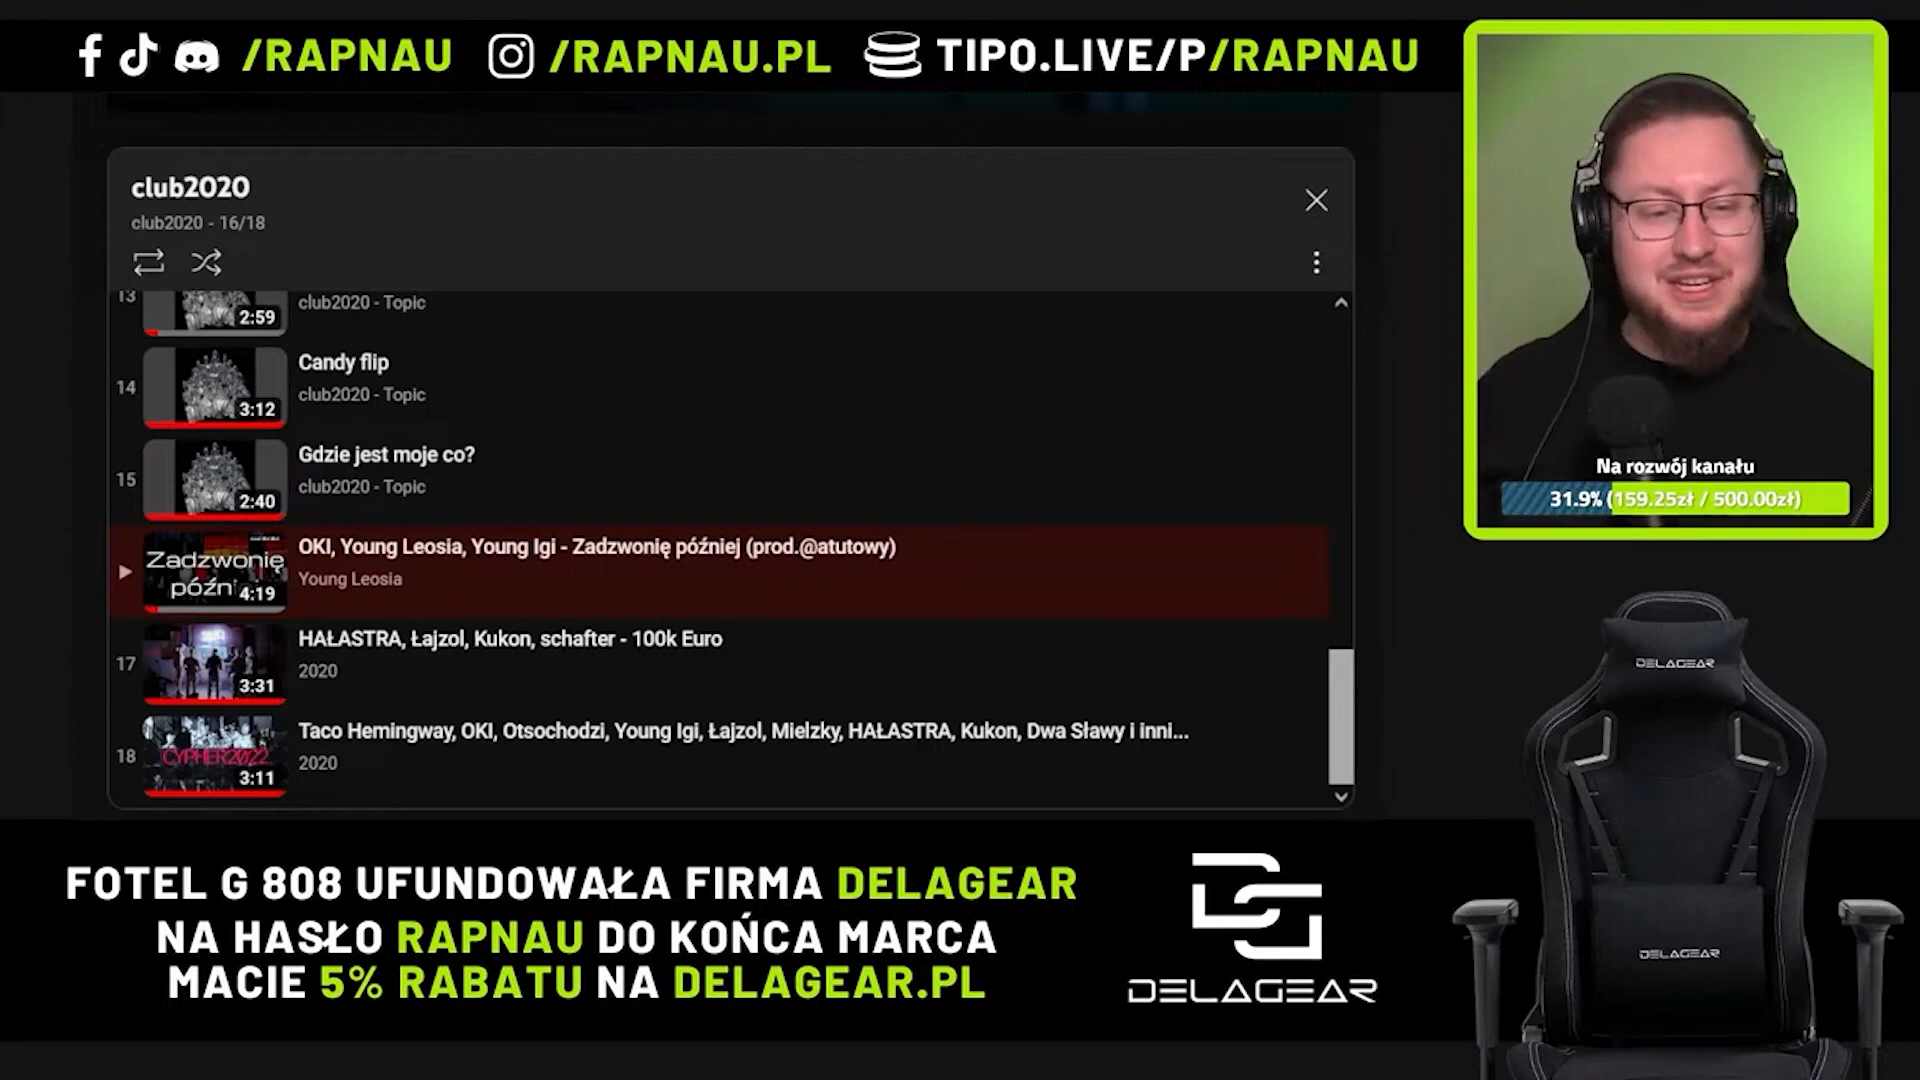 /RAPNAU /RAPNAU.PL TIPO.LIVE/P/RAPNAU
club2020
club2020 - 16/18
13 2:59 club2020 - Topic
14 3:12 Candy flip
club2020 - Topic
15 2:40 Gdzie jest moje co?
club2020 - Topic
Zadzwonię
późni 4:19
OKI, Young Leosia, Young Igi - Zadzwonię później (prod.@atutowy)
Young Leosia
17 3:31 HAŁASTRA, Łajzol, Kukon, schafter - 100k Euro
2020
18 CYPHER2022 3:11
Taco Hemingway, OKI, Otsochodzi, Young Igi, Łajzol, Mielzky, HAŁASTRA, Kukon, Dwa Sławy i inni...
2020
Na rozwój kanału
31.9% (159.25zł / 500.00zł)
FOTEL G 808 UFUNDOWAŁA FIRMA DELAGEAR
NA HASŁO RAPNAU DO KOŃCA MARCA
MACIE 5% RABATU NA DELAGEAR.PL
DELAGEAR
DELAGEAR
DELAGEAR